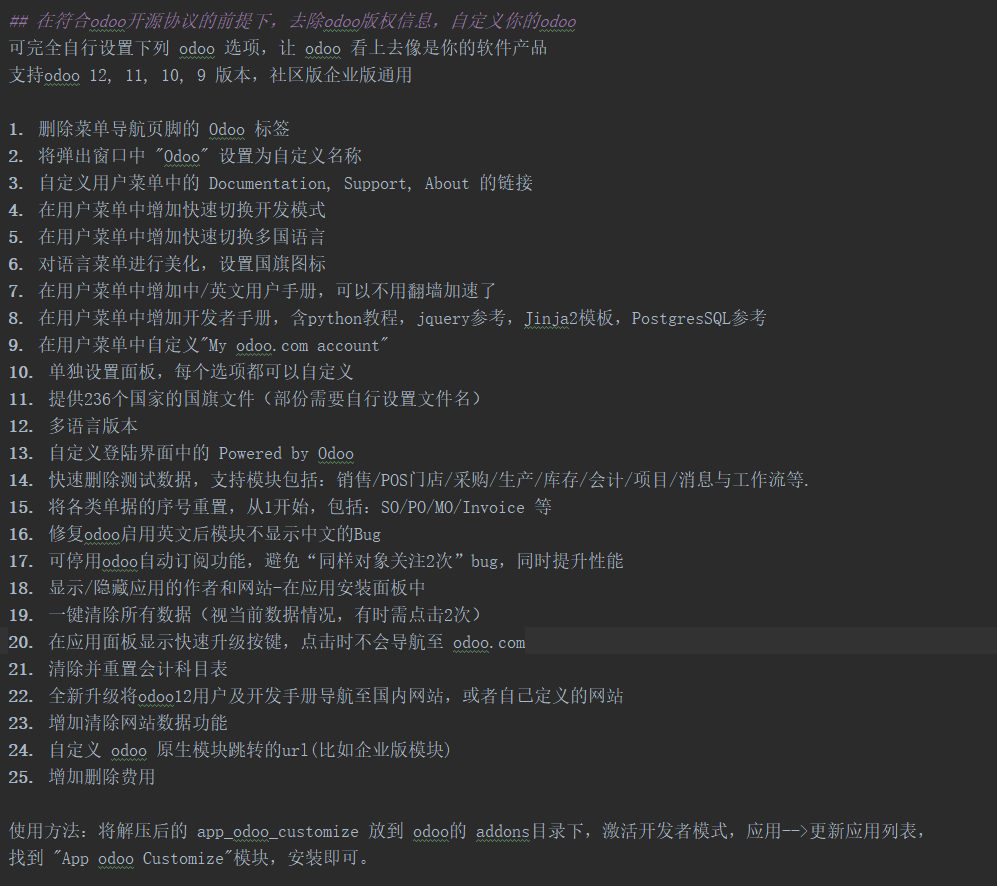 ## 在符合odoo开源协议的前提下，去除odoo版权信息，自定义你的odoo
可完全自行设置下列 odoo 选项，让 odoo 看上去像是你的软件产品
支持odoo 12, 11, 10, 9 版本，社区版企业版通用
1. 删除菜单导航页脚的 Odoo 标签
2. 将弹出窗口中 "Odoo" 设置为自定义名称
3. 自定义用户菜单中的 Documentation, Support, About 的链接
4. 在用户菜单中增加快速切换开发模式
5. 在用户菜单中增加快速切换多国语言
6. 对语言菜单进行美化，设置国旗图标
7. 在用户菜单中增加中/英文用户手册，可以不用翻墙加速了
8. 在用户菜单中增加开发者手册，含python教程，jquery参考，Jinja2模板，PostgresSQL参考
9. 在用户菜单中自定义"My odoo.com account"
10. 单独设置面板，每个选项都可以自定义
11. 提供236个国家的国旗文件（部份需要自行设置文件名）
12. 多语言版本
13. 自定义登陆界面中的 Powered by Odoo
14. 快速删除测试数据，支持模块包括：销售/POS门店/采购/生产/库存/会计/项目/消息与工作流等.
15. 将各类单据的序号重置，从1开始，包括：SO/PO/MO/Invoice 等
16. 修复odoo启用英文后模块不显示中文的Bug
17. 可停用odoo自动订阅功能，避免“同样对象关注2次”bug，同时提升性能
18. 显示/隐藏应用的作者和网站-在应用安装面板中
19. 一键清除所有数据（视当前数据情况，有时需点击2次）
20. 在应用面板显示快速升级按键，点击时不会导航至 odoo.com
21. 清除并重置会计科目表
22. 全新升级将odoo12用户及开发手册导航至国内网站，或者自己定义的网站
23. 增加清除网站数据功能
24. 自定义 odoo 原生模块跳转的url(比如企业版模块)
25. 增加删除费用
使用方法：将解压后的 app_odoo_customize 放到 odoo的 addons目录下，激活开发者模式，应用-->更新应用列表，
找到 "App odoo Customize"模块，安装即可。